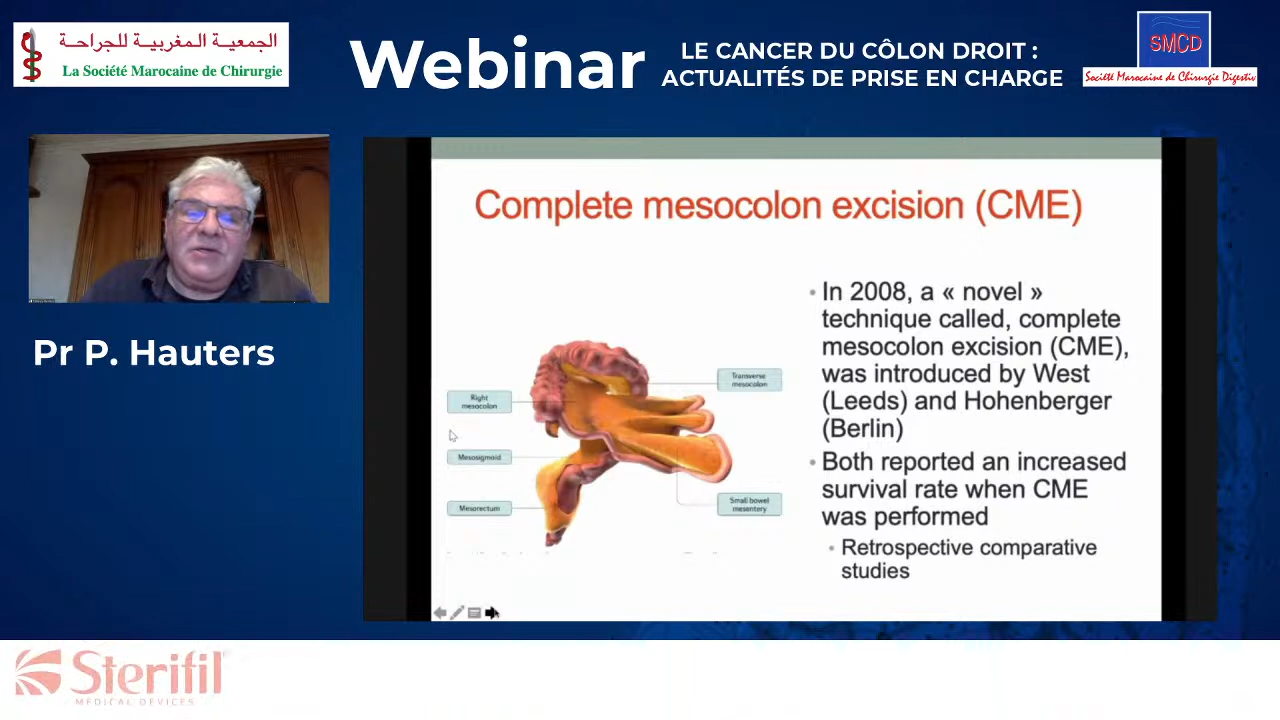 الجمعية المغربية للجراحة
La Société Marocaine de Chirurgie
Webinar
LE CANCER DU CÔLON DROIT :
ACTUALITÉS DE PRISE EN CHARGE
SMCD
Société Marocaine de Chirurgie Digestiv
Pr P. Hauters
Complete mesocolon excision (CME)
Transverse
mesocolon
Right
mesocolon
Mesosigmoid
Mesorectum
Small bowel
mesentery
• In 2008, a « novel »
technique called, complete
mesocolon excision (CME),
was introduced by West
(Leeds) and Hohenberger
(Berlin)
• Both reported an increased
survival rate when CME
was performed
• Retrospective comparative
studies
Sterifil
MEDICAL DEVICES